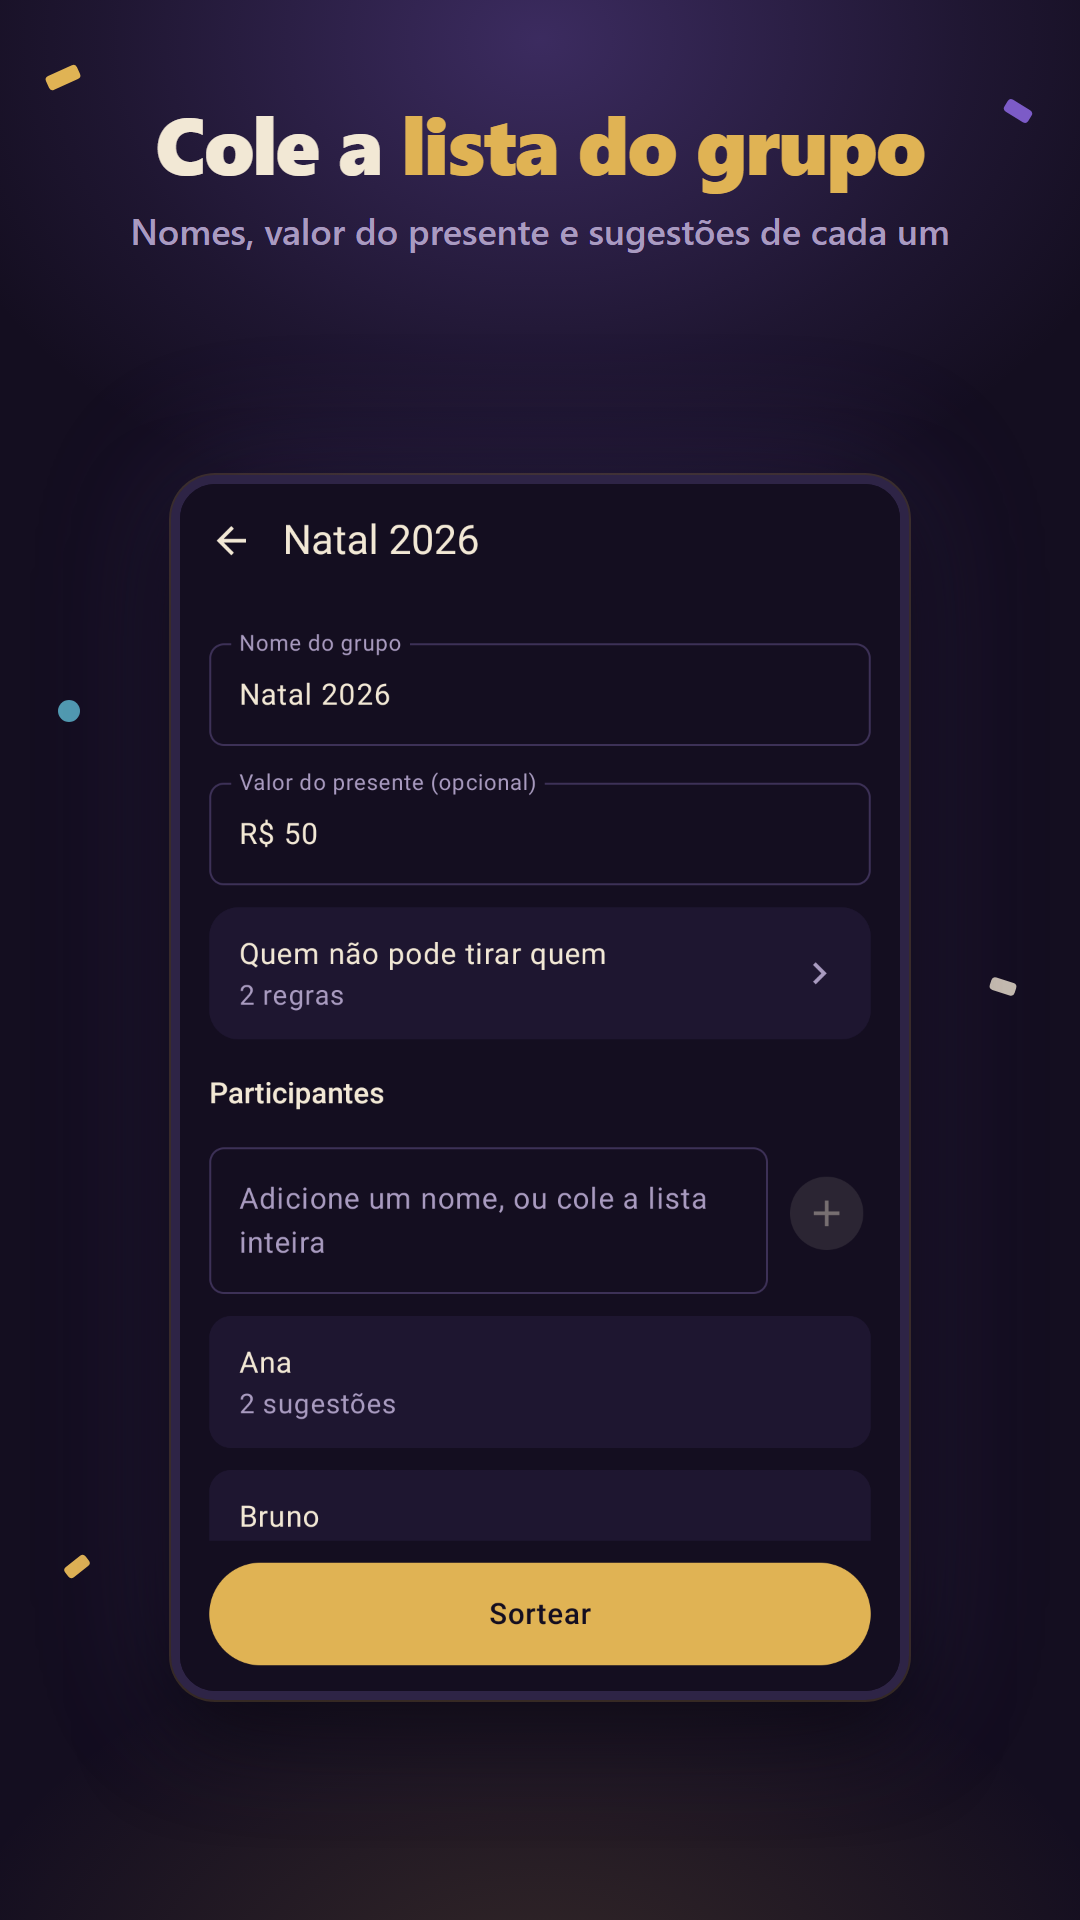 Cole a lista do grupo
Nomes, valor do presente e sugestões de cada um
Natal 2026
Nome do grupo
Natal 2026
Valor do presente (opcional)
R$ 50
Quem não pode tirar quem
2 regras
Participantes
Adicione um nome, ou cole a lista
inteira
Ana
2 sugestões
Bruno
Sortear